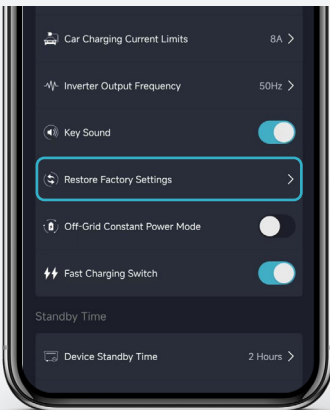 Car Charging Current Limits 8A
Inverter Output Frequency 50Hz
Key Sound
Restore Factory Settings
Off-Grid Constant Power Mode
Fast Charging Switch
Standby Time
Device Standby Time 2 Hours